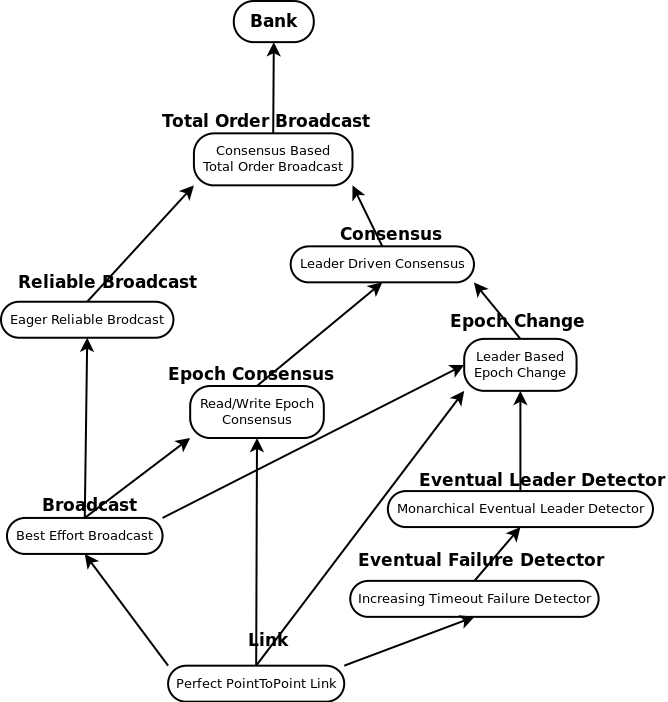 Bank
Total Order Broadcast
Consensus Based
Total Order Broadcast
Consensus
Leader Driven Consensus
Reliable Broadcast
Eager Reliable Brodcast
Epoch Change
Leader Based
Epoch Change
Epoch Consensus
Read/Write Epoch
Consensus
Eventual Leader Detector
Monarchical Eventual Leader Detector
Broadcast
Best Effort Broadcast
Eventual Failure Detector
Increasing Timeout Failure Detector
Link
Perfect PointToPoint Link